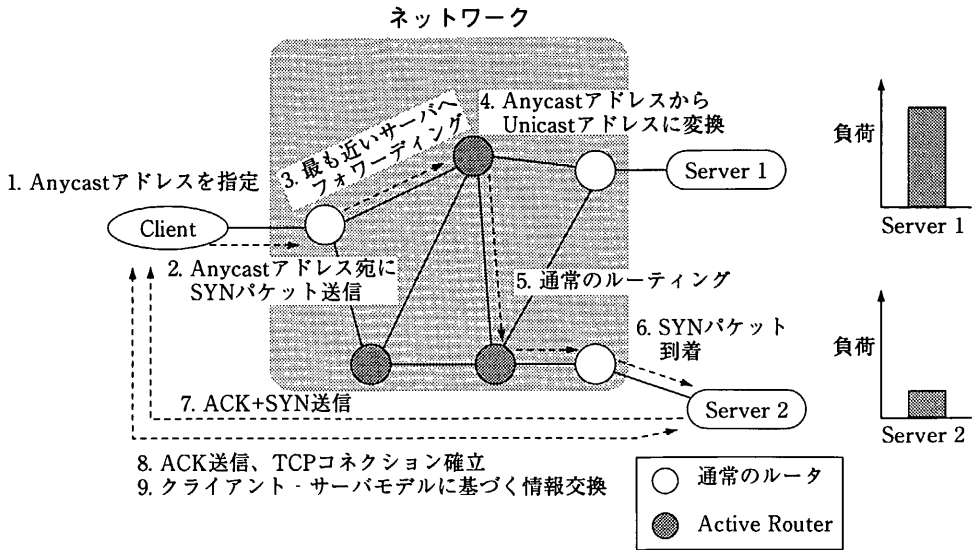 ネットワーク
4. Anycastアドレスから
Unicastアドレスに変換
3. 最も近いサーバへ
フォワーディング
負荷
Server 1
1. Anycastアドレスを指定
Client
Server 1
2. Anycastアドレス宛に
SYNパケット送信
5. 通常のルーティング
6. SYNパケット
到着
負荷
7. ACK+SYN送信
Server 2
Server 2
8. ACK送信、TCPコネクション確立
9. クライアント‐サーバモデルに基づく情報交換
通常のルータ
Active Router